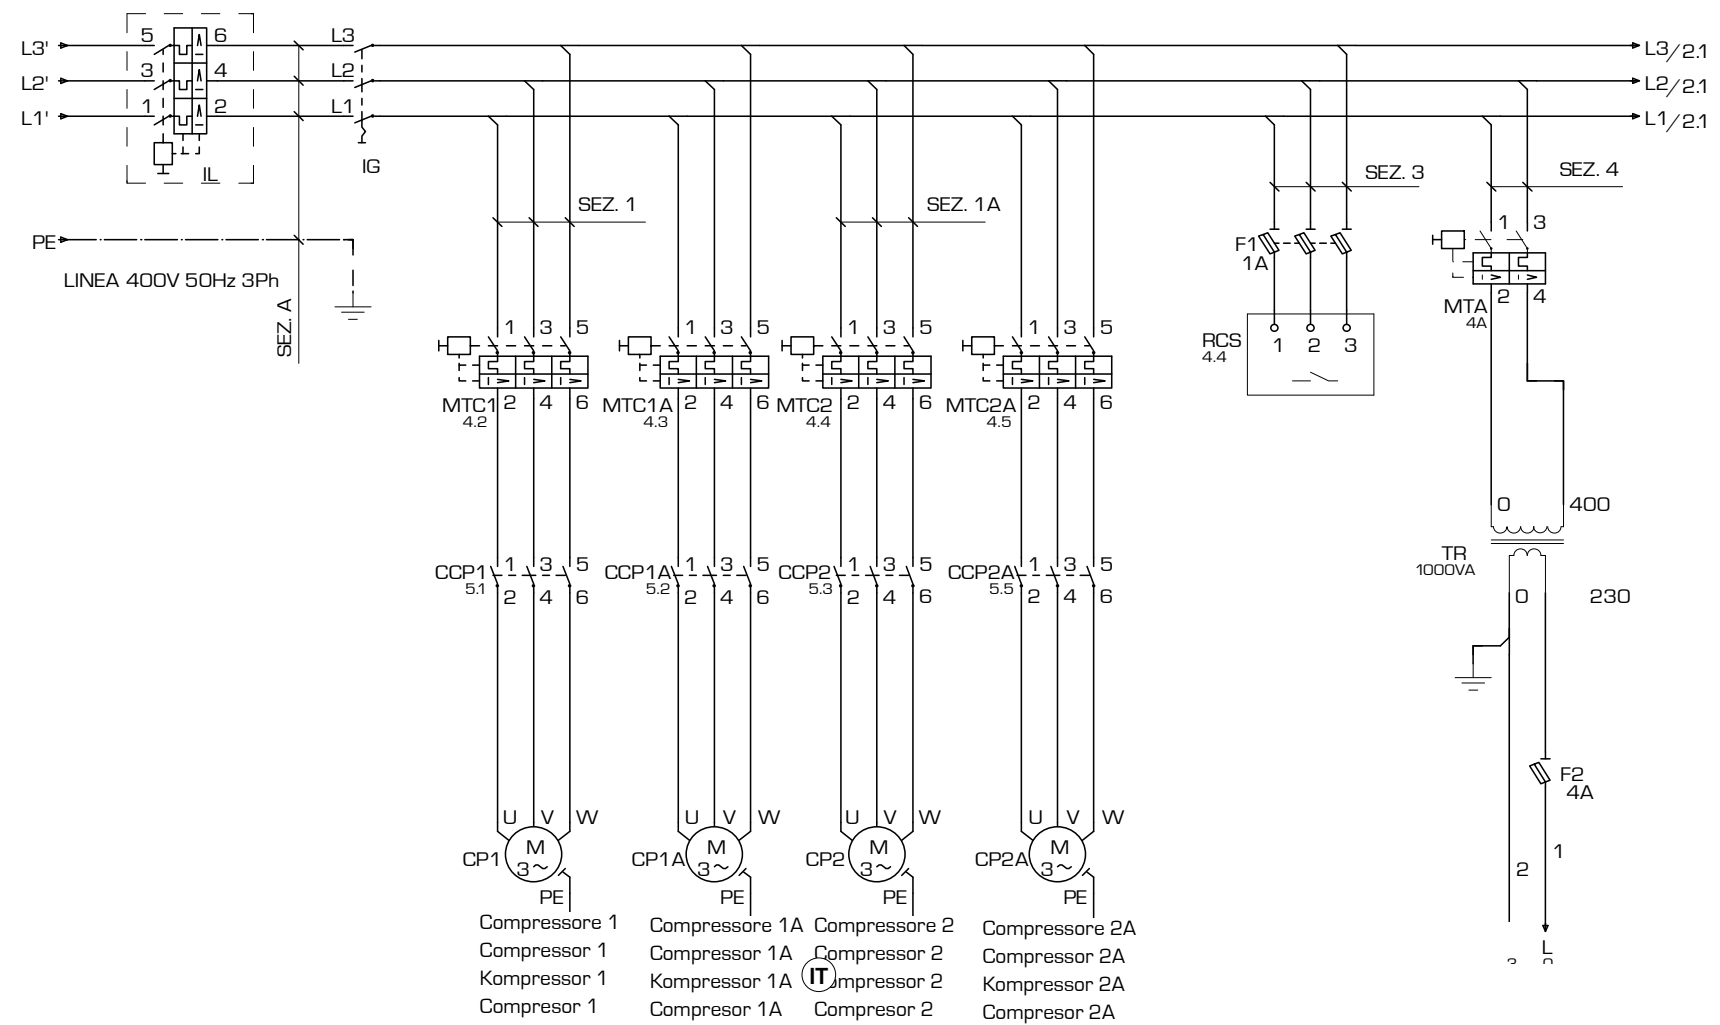 L3' 5 6 L3 L3/2.1
L2' 3 4 L2 L2/2.1
L1' 1 2 L1 L1/2.1
IL IG
SEZ. 3 SEZ. 4
SEZ. 1 SEZ. 1A
PE
1 3
F1
1A
LINEA 400V 50Hz 3Ph
SEZ. A
2 4
MTA
4A
1 3 5 1 3 5 1 3 5 1 3 5
RCS
4.4
1 2 3
MTC1 2 4 6 MTC1A 2 4 6 MTC2 2 4 6 MTC2A 2 4 6
4.2 4.3 4.4 4.5
0 400
TR
1000VA
1 3 5 1 3 5 1 3 5 1 3 5
CCP1 CCP1A CCP2 CCP2A
5.1 5.2 5.3 5.5
2 4 6 2 4 6 2 4 6 2 4 6
0 230
F2
4A
U V W U V W U V W U V W
M M M M
3~ 3~ 3~ 3~
CP1 CP1A CP2 CP2A
2 1
PE PE PE PE
Compressore 1 Compressore 1A Compressore 2 Compressore 2A
Compressor 1 Compressor 1A Compressor 2 Compressor 2A
L
Kompressor 1 Kompressor 1A IT Kompressor 2A
Compresor 1 Compresor 1A Compresor 2 Compresor 2A